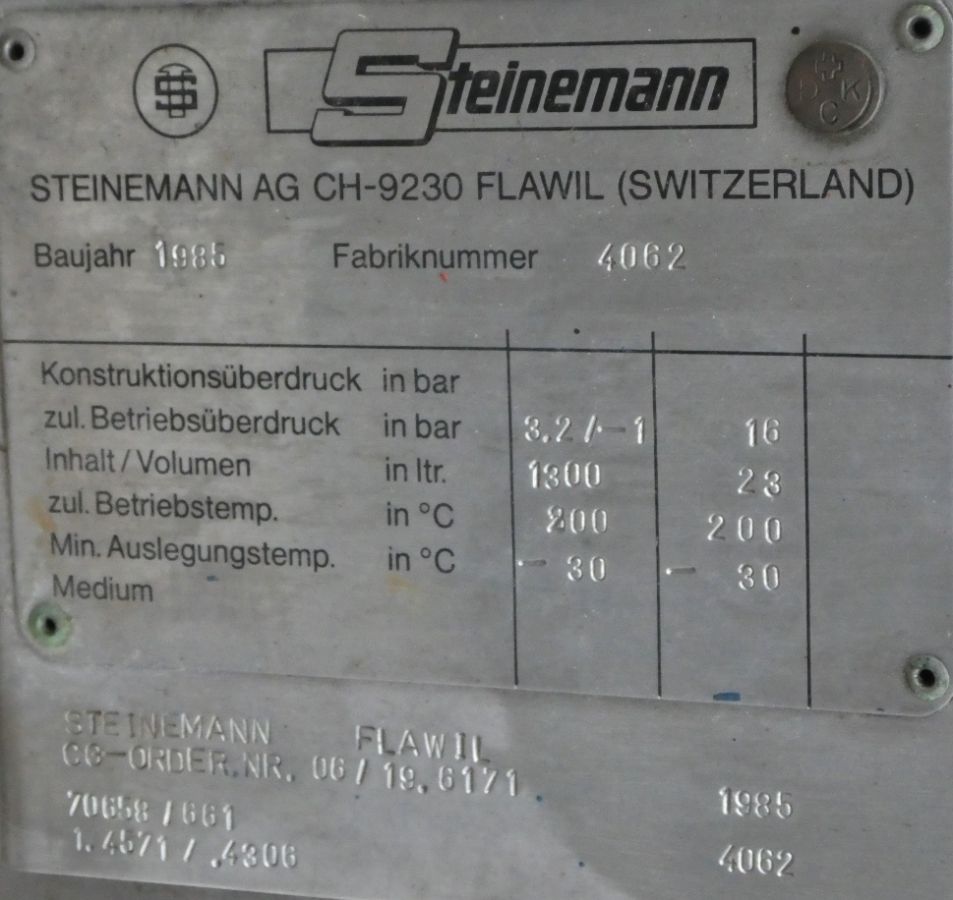 Steinemann
STEINEMANN AG CH-9230 FLAWIL (SWITZERLAND)
Baujahr 1985 Fabriknummer 4062
Konstruktionsüberdruck in bar
zul. Betriebsüberdruck in bar 3.2/-1 16
Inhalt/Volumen in ltr. 1300 23
zul. Betriebstemp. in °C 200 200
Min. Auslegungstemp. in °C - 30 - 30
Medium
STEINEMANN FLAWIL
CG-ORDER.NR. 06/19.6171
70658/661 1985
1.4571/.4306 4062